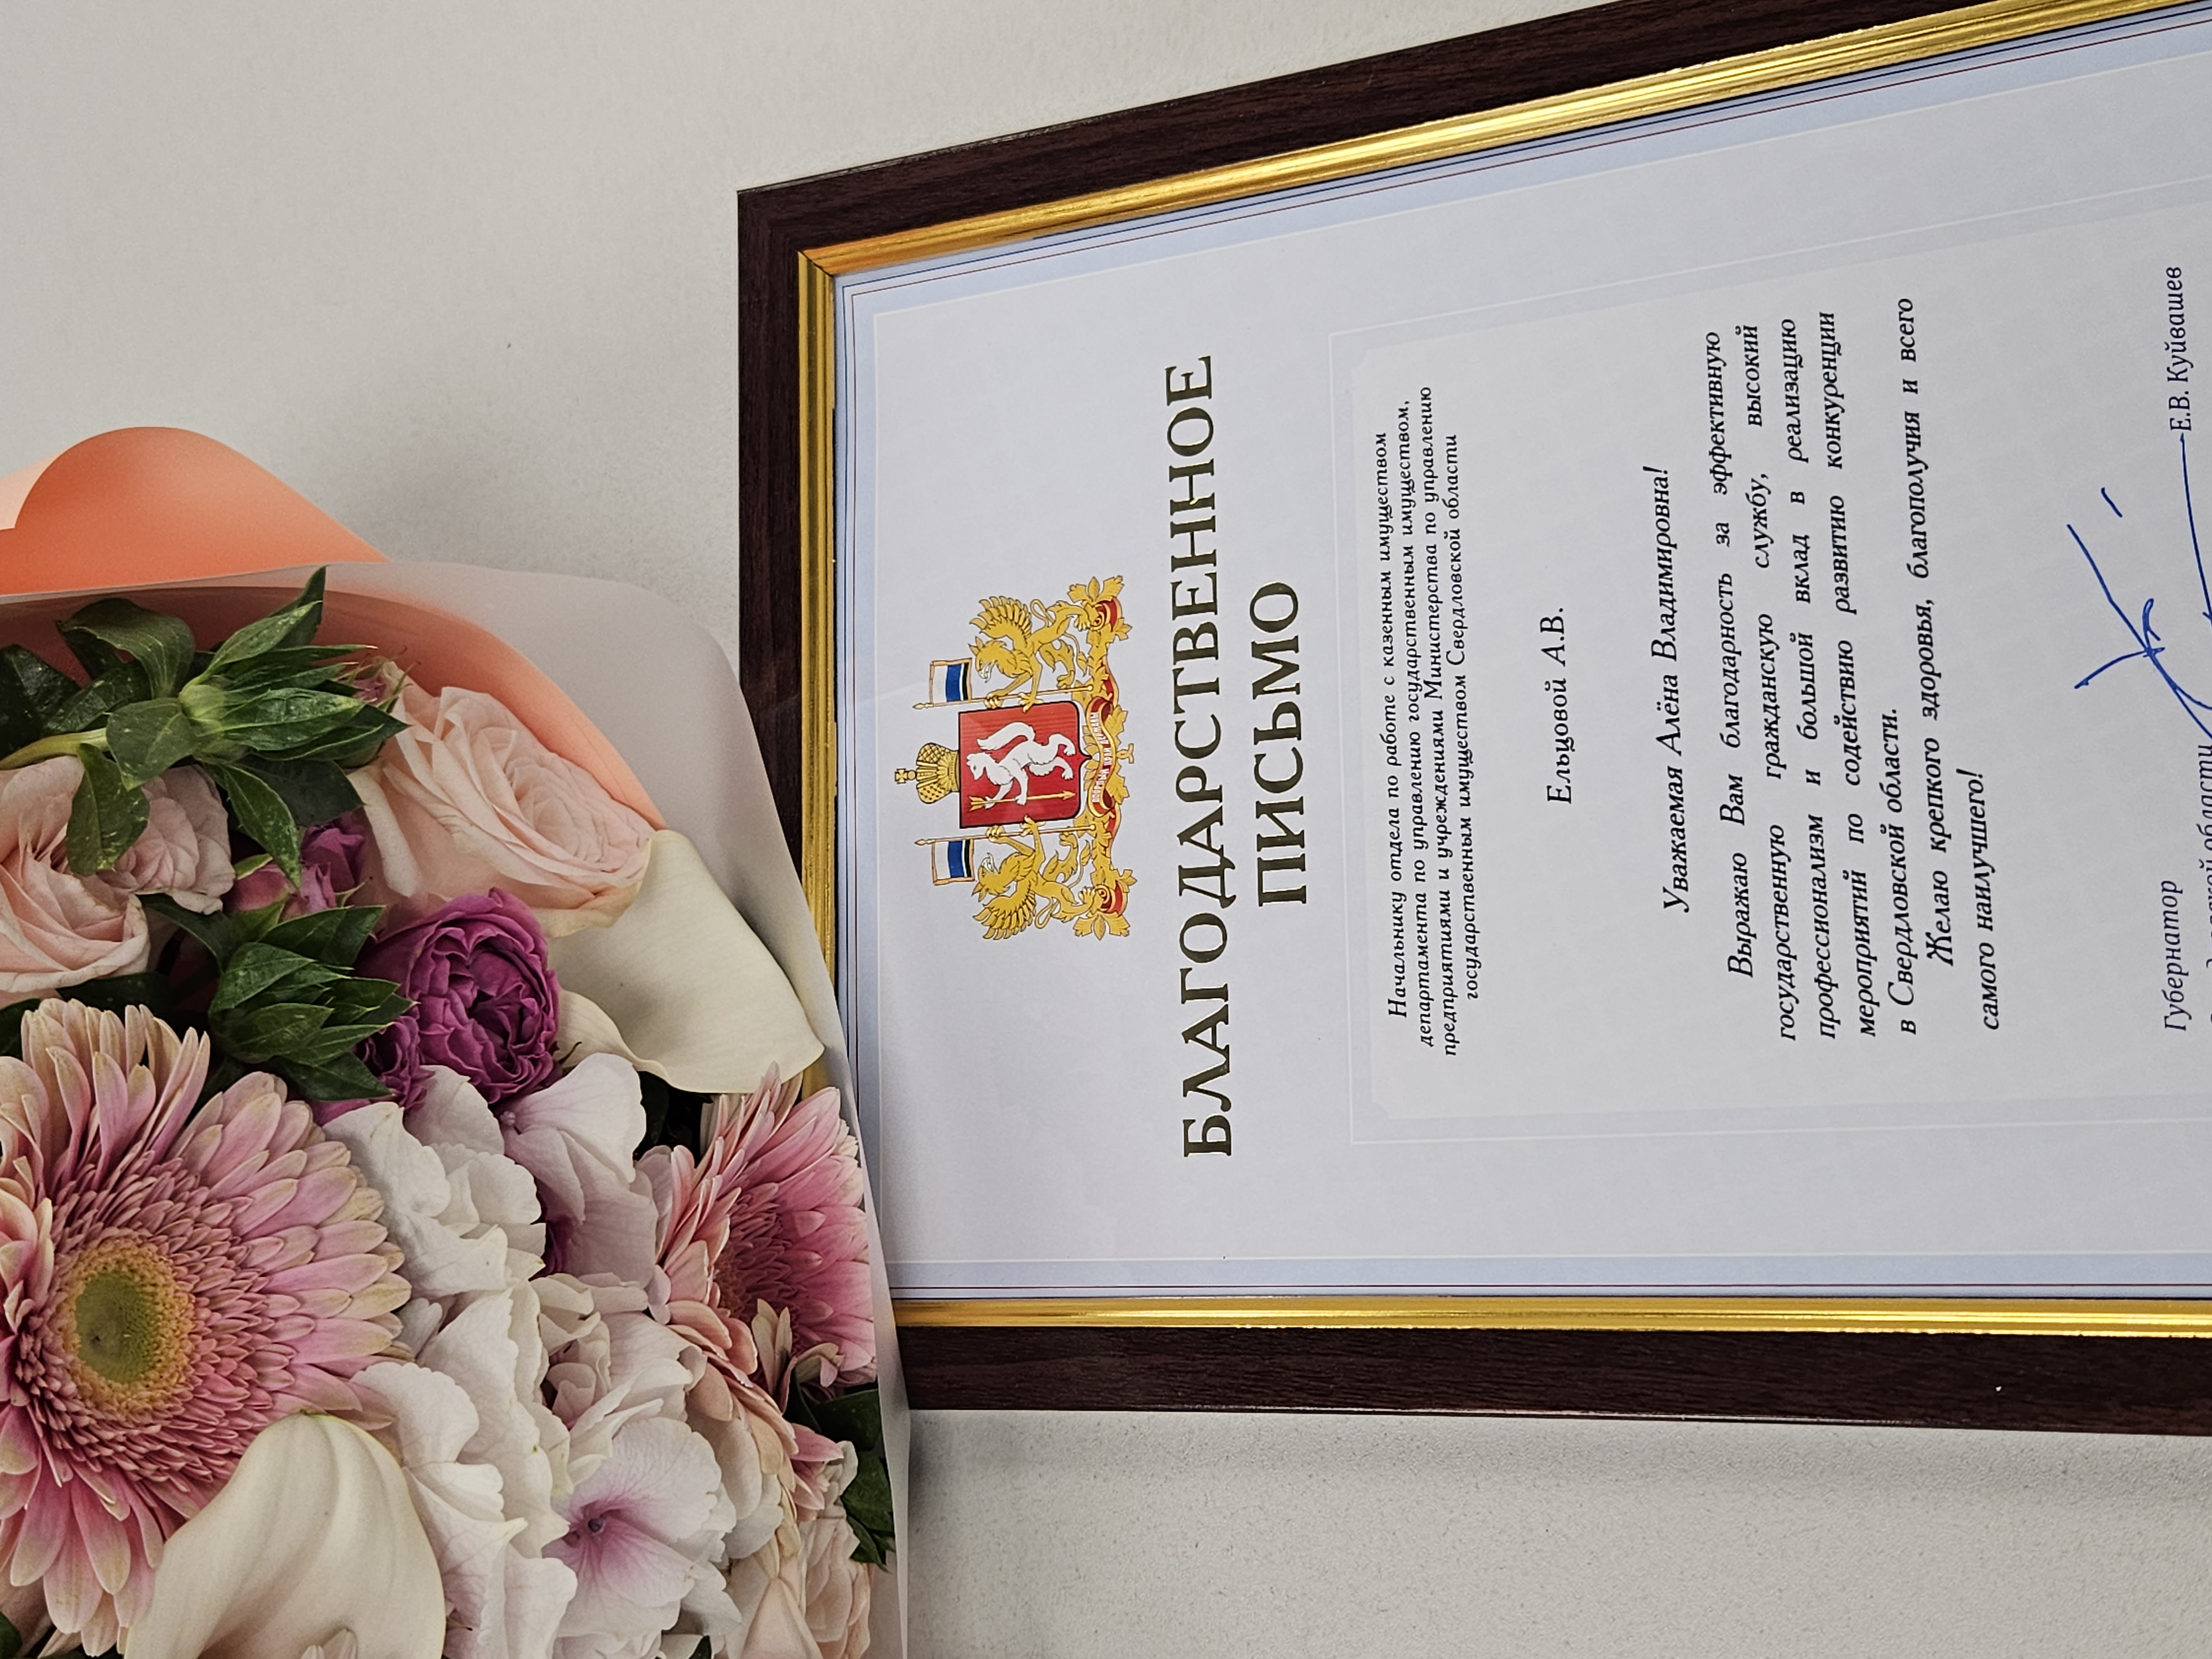 БЛАГОДАРСТВЕННОЕ
ПИСЬМО
Начальнику отдела по работе с казенным имуществом
департамента по управлению государственным имуществом,
предприятиями и учреждениями Министерства по управлению
государственным имуществом Свердловской области
Ельцовой А.В.
Уважаемая Алёна Владимировна!
Выражаю Вам благодарность за эффективную
государственную гражданскую службу, высокий
профессионализм и большой вклад в реализацию
мероприятий по содействию развитию конкуренции
в Свердловской области.
Желаю крепкого здоровья, благополучия и всего
самого наилучшего!
Губернатор
области
Е.В. Куйвашев